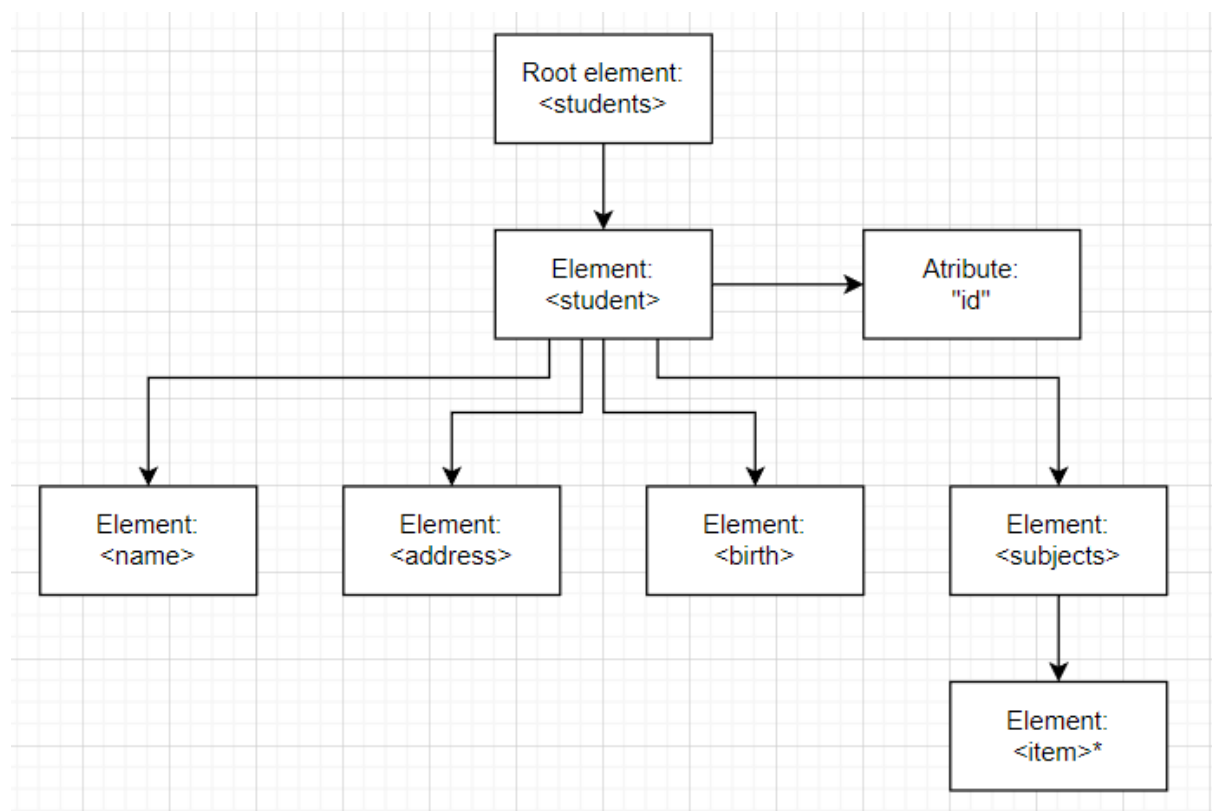 Root element:
<students>
Element:
<student>
Atribute:
"id"
Element:
<name>
Element:
<address>
Element:
<birth>
Element:
<subjects>
Element:
<item>*